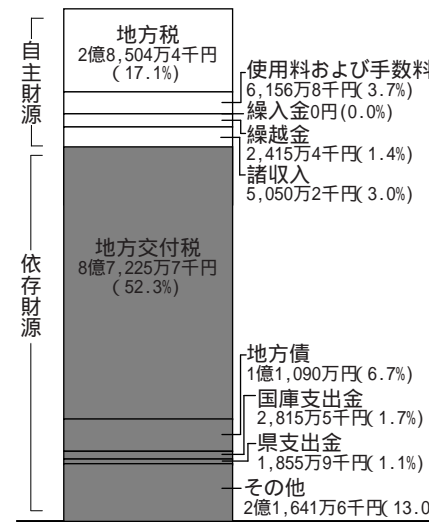 自主財源
地方税
2億8,504万4千円
(17.1%)
使用料および手数料
6,156万8千円(3.7%)
繰入金0円(0.0%)
繰越金
2,415万4千円(1.4%)
諸収入
5,050万2千円(3.0%)
依存財源
地方交付税
8億7,225万7千円
(52.3%)
地方債
1億1,090万円(6.7%)
国庫支出金
2,815万5千円(1.7%)
県支出金
1,855万9千円(1.1%)
その他
2億1,641万6千円(13.0